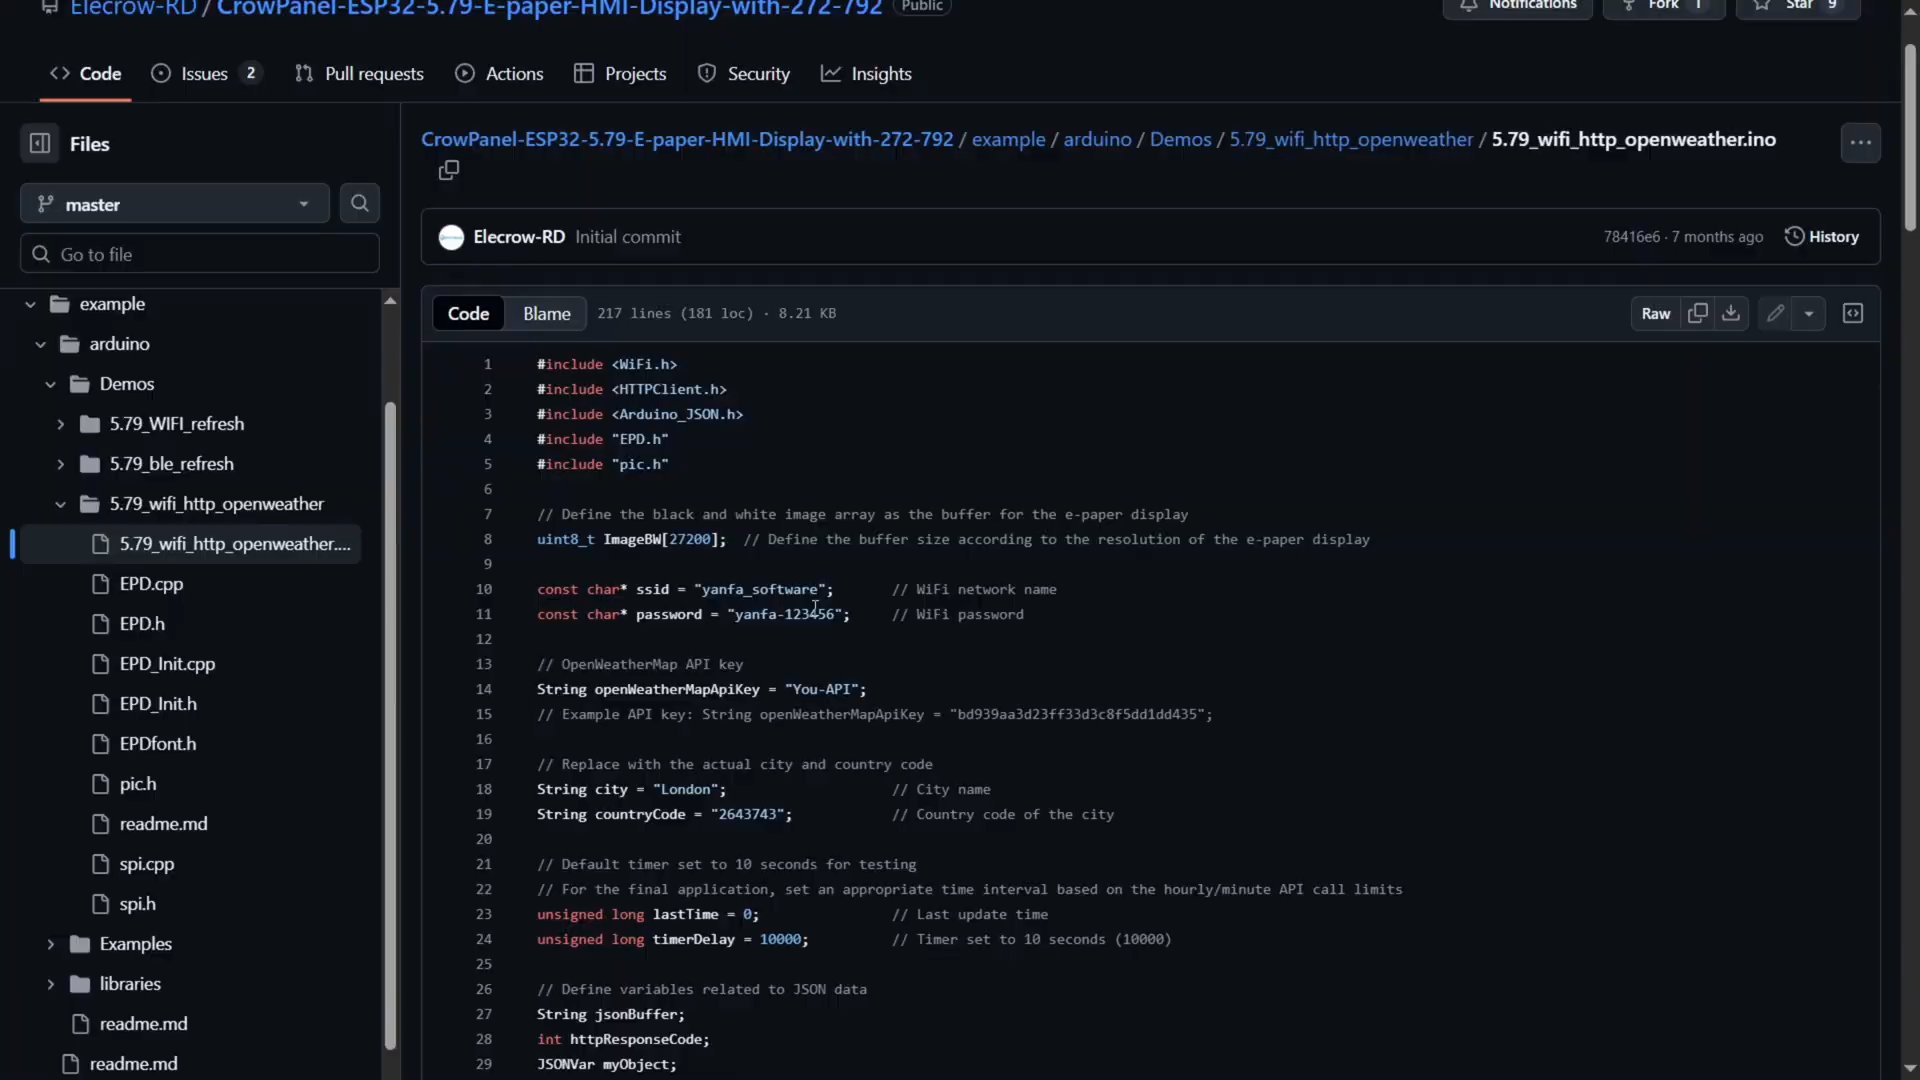 Elecrow-RD / CrowPanel-ESP32-5.79-E-paper-HMI-Display-with-272-792 Public
Notifications Fork 1 Star 9
Code Issues 2 Pull requests Actions Projects Security Insights
Files
master
Go to file
example
arduino
Demos
5.79_WIFI_refresh
5.79_ble_refresh
5.79_wifi_http_openweather
5.79_wifi_http_openweather....
EPD.cpp
EPD.h
EPD_Init.cpp
EPD_Init.h
EPDfont.h
pic.h
readme.md
spi.cpp
spi.h
Examples
libraries
readme.md
readme.md
CrowPanel-ESP32-5.79-E-paper-HMI-Display-with-272-792 / example / arduino / Demos / 5.79_wifi_http_openweather / 5.79_wifi_http_openweather.ino
Elecrow-RD Initial commit 78416e6 · 7 months ago History
Code Blame 217 lines (181 loc) · 8.21 KB Raw
1 #include <WiFi.h>
2 #include <HTTPClient.h>
3 #include <Arduino_JSON.h>
4 #include "EPD.h"
5 #include "pic.h"
6
7 // Define the black and white image array as the buffer for the e-paper display
8 uint8_t ImageBW[27200]; // Define the buffer size according to the resolution of the e-paper display
9
10 const char* ssid = "yanfa_software"; // WiFi network name
11 const char* password = "yanfa-123456"; // WiFi password
12
13 // OpenWeatherMap API key
14 String openWeatherMapApiKey = "You-API";
15 // Example API key: String openWeatherMapApiKey = "bd939aa3d23ff33d3c8f5dd1dd435";
16
17 // Replace with the actual city and country code
18 String city = "London"; // City name
19 String countryCode = "2643743"; // Country code of the city
20
21 // Default timer set to 10 seconds for testing
22 // For the final application, set an appropriate time interval based on the hourly/minute API call limits
23 unsigned long lastTime = 0; // Last update time
24 unsigned long timerDelay = 10000; // Timer set to 10 seconds (10000)
25
26 // Define variables related to JSON data
27 String jsonBuffer;
28 int httpResponseCode;
29 JSONVar myObject;